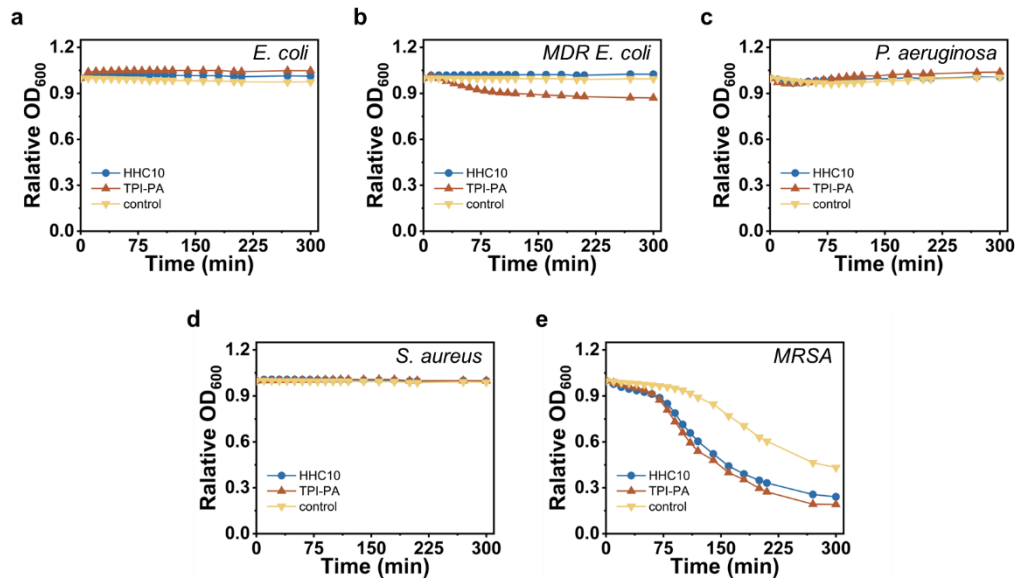 a
E. coli
Ralative OD600
1.2
0.9
0.6
0.3
0.0
HHC10
TPI-PA
control
0 75 150 225 300
Time (min)
b
MDR E. coli
Ralative OD600
1.2
0.9
0.6
0.3
0.0
HHC10
TPI-PA
control
0 75 150 225 300
Time (min)
c
P. aeruginosa
Ralative OD600
1.2
0.9
0.6
0.3
0.0
HHC10
TPI-PA
control
0 75 150 225 300
Time (min)
d
S. aureus
Relative OD600
1.2
0.9
0.6
0.3
0.0
HHC10
TPI-PA
control
0 75 150 225 300
Time (min)
e
MRSA
Relative OD600
1.2
0.9
0.6
0.3
0.0
HHC10
TPI-PA
control
0 75 150 225 300
Time (min)